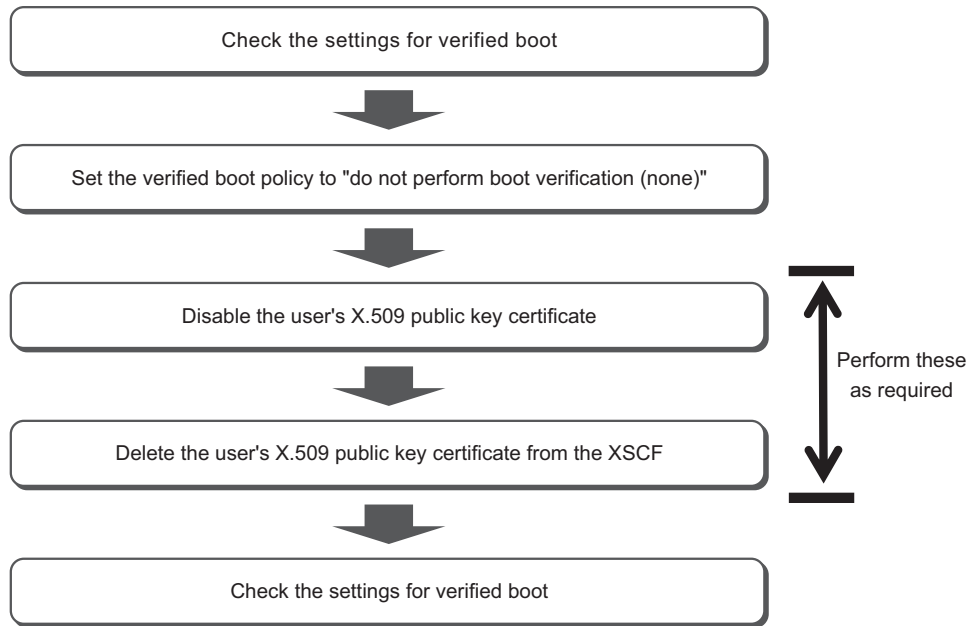 Check the settings for verified boot
Set the verified boot policy to "do not perform boot verification (none)"
Disable the user's X.509 public key certificate
Delete the user's X.509 public key certificate from the XSCF
Perform these
as required
Check the settings for verified boot